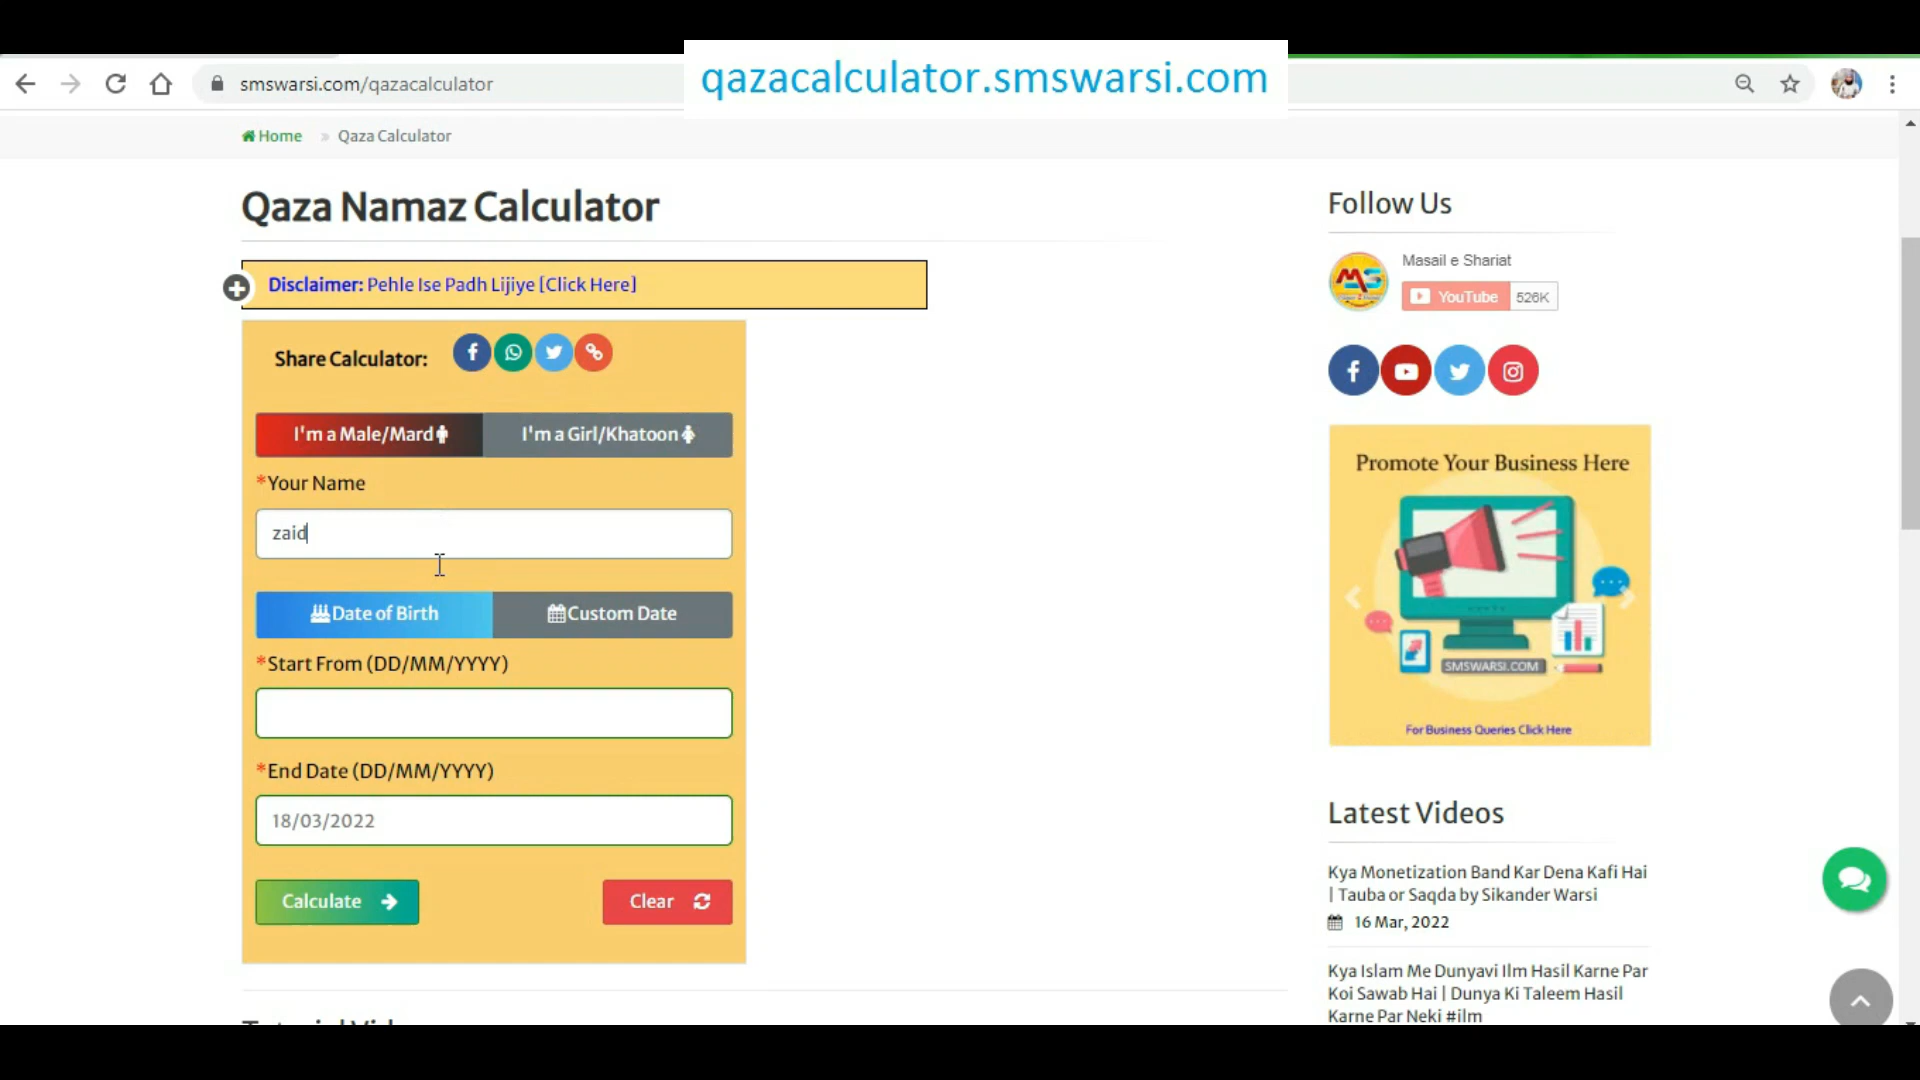 qazacalculator.smswarsi.com
smswarsi.com/qazacalculator
Home » Qaza Calculator
Qaza Namaz Calculator
Disclaimer: Pehle Ise Padh Lijiye [Click Here]
Share Calculator:
I'm a Male/Mard
I'm a Girl/Khatoon
*Your Name
zaid
Date of Birth
Custom Date
*Start From (DD/MM/YYYY)
*End Date (DD/MM/YYYY)
18/03/2022
Calculate
Clear
Follow Us
MS
Masail e Shariat
YouTube 526K
Promote Your Business Here
SMSWARSI.COM
For Business Queries Click Here
Latest Videos
Kya Monetization Band Kar Dena Kafi Hai
| Tauba or Saqda by Sikander Warsi
16 Mar, 2022
Kya Islam Me Dunyavi Ilm Hasil Karne Par
Koi Sawab Hai | Dunya Ki Taleem Hasil
Karne Par Neki #ilm